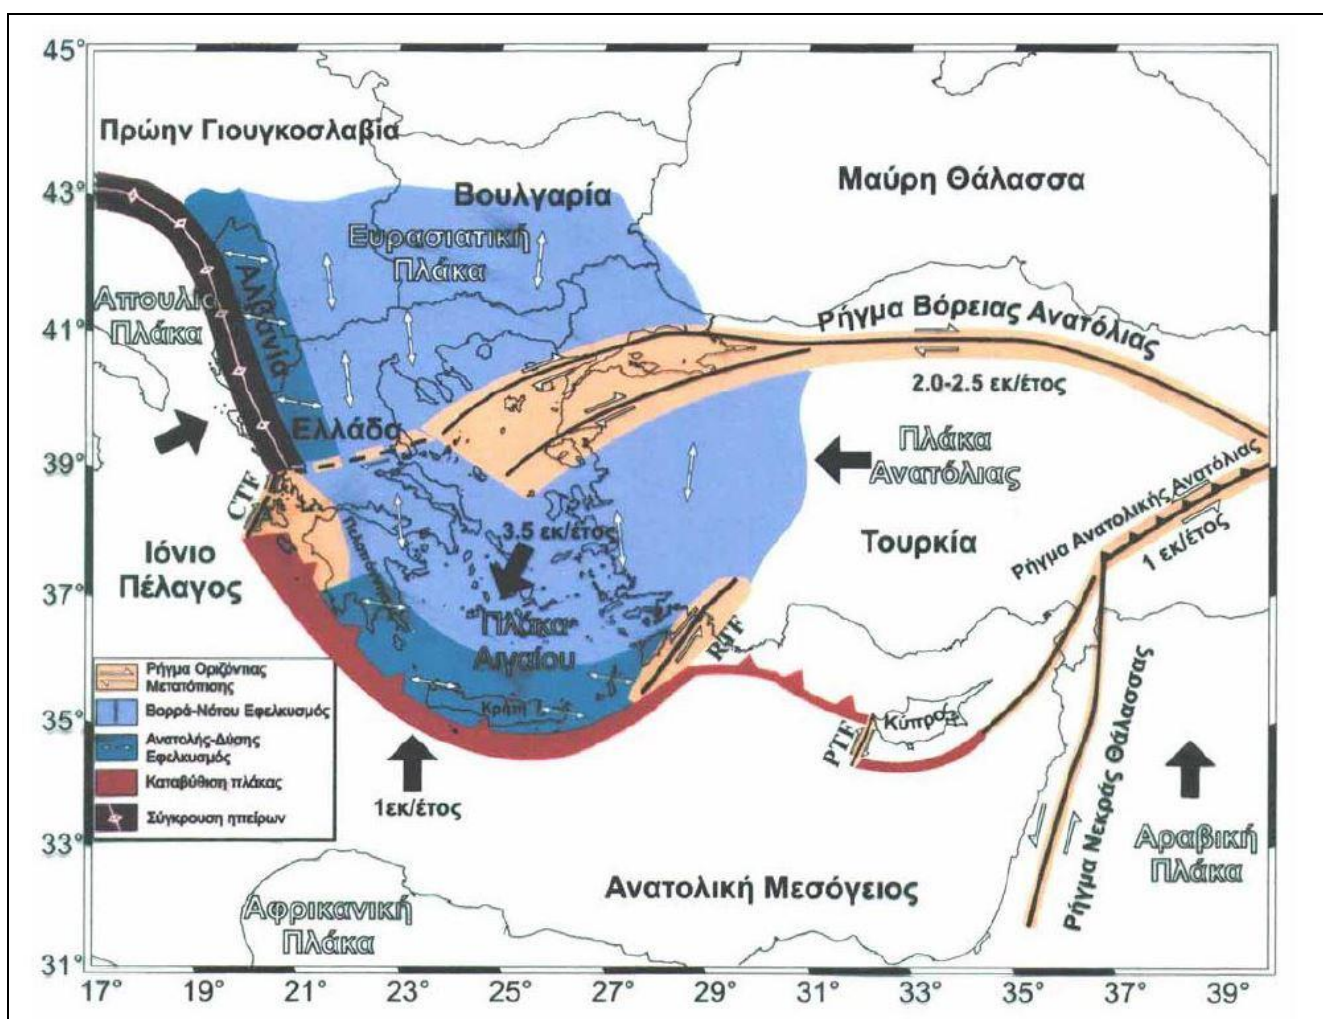 45°
43°
41°
39°
37°
35°
33°
31°
Πρώην Γιουγκοσλαβία
Βουλγαρία
Μαύρη Θάλασσα
Ευρασιατική
Πλάκα
Απουλια
Πλάκα
Αλβανία
Ρήγμα Βόρειας Ανατόλιας
2.0-2.5 εκ/έτος
Ελλάδα
Πλάκα
Ανατόλιας
CTF
Ρήγμα Ανατολικής Ανατόλιας
1 εκ/έτος
3.5 εκ/έτος
Πελοπόννησος
Τουρκία
Ιόνιο
Πέλαγος
Πλάκα
Αιγαίου
RTF
Κρήτη
Κύπρος
PTF
Ρήγμα Νεκράς Θάλασσας
Ρήγμα Οριζόντιας
Μετατόπισης
Βορρά-Νότου Εφελκυσμός
Ανατολής-Δύσης
Εφελκυσμός
Καταβύθιση πλάκας
Σύγκρουση ηπείρων
1εκ/έτος
Αραβική
Πλάκα
Ανατολική Μεσόγειος
Αφρικανική
Πλάκα
17° 19° 21° 23° 25° 27° 29° 31° 33° 35° 37° 39°